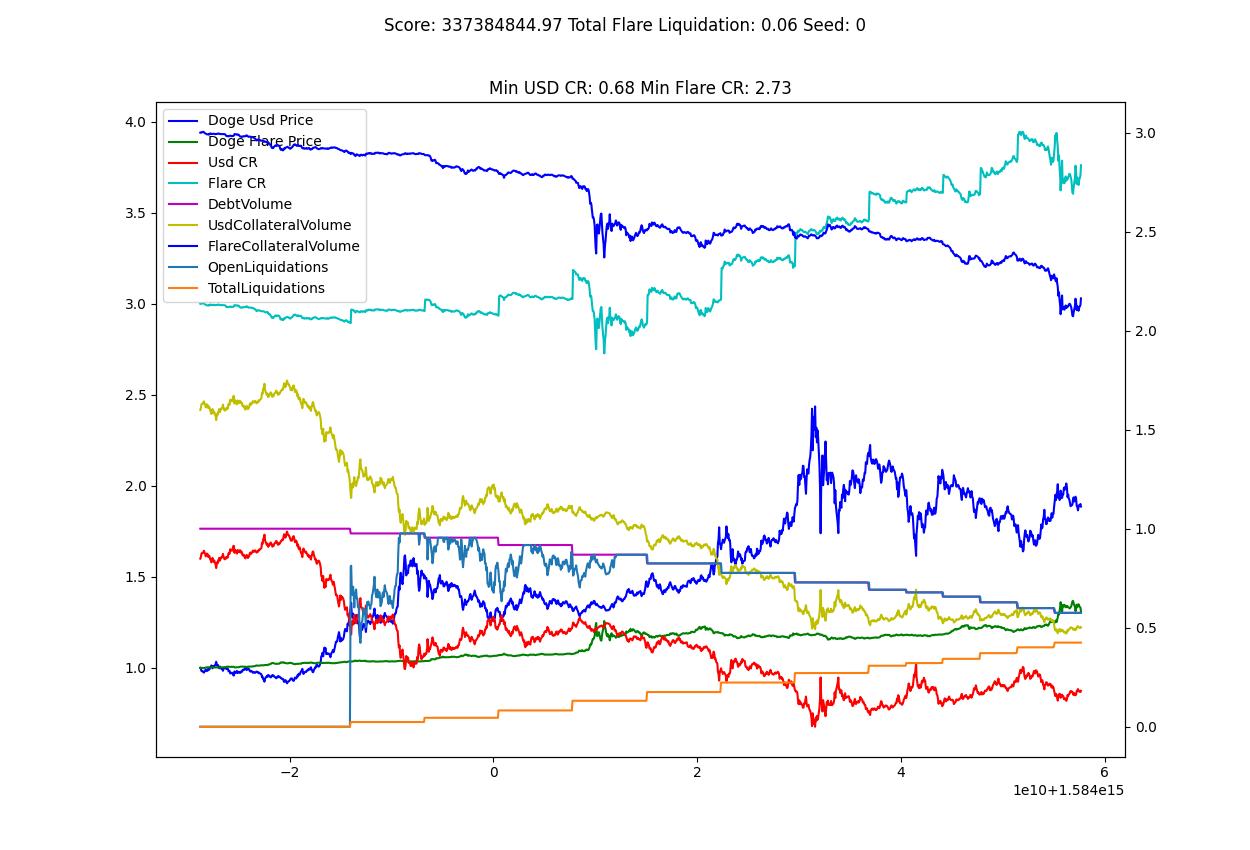 Score: 337384844.97 Total Flare Liquidation: 0.06 Seed: 0
Min USD CR: 0.68 Min Flare CR: 2.73
Doge Usd Price
Doge Flare Price
Usd CR
Flare CR
DebtVolume
UsdCollateralVolume
FlareCollateralVolume
OpenLiquidations
TotalLiquidations
4.0
3.5
3.0
2.5
2.0
1.5
1.0
3.0
2.5
2.0
1.5
1.0
0.5
0.0
−2 0 2 4 6
1e10+1.584e15